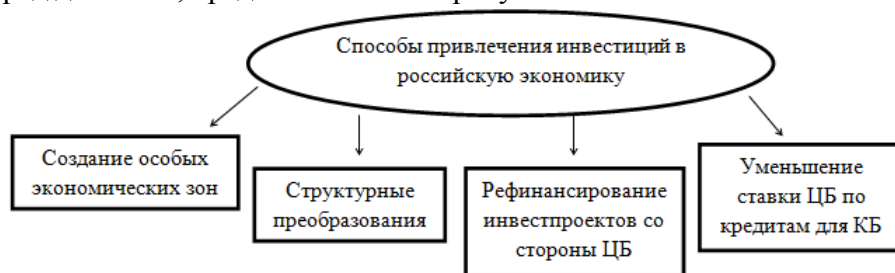 Способы привлечения инвестиций в
российскую экономику
Создание особых
экономических зон
Структурные
преобразования
Рефинансирование
инвестпроектов со
стороны ЦБ
Уменьшение
ставки ЦБ по
кредитам для КБ